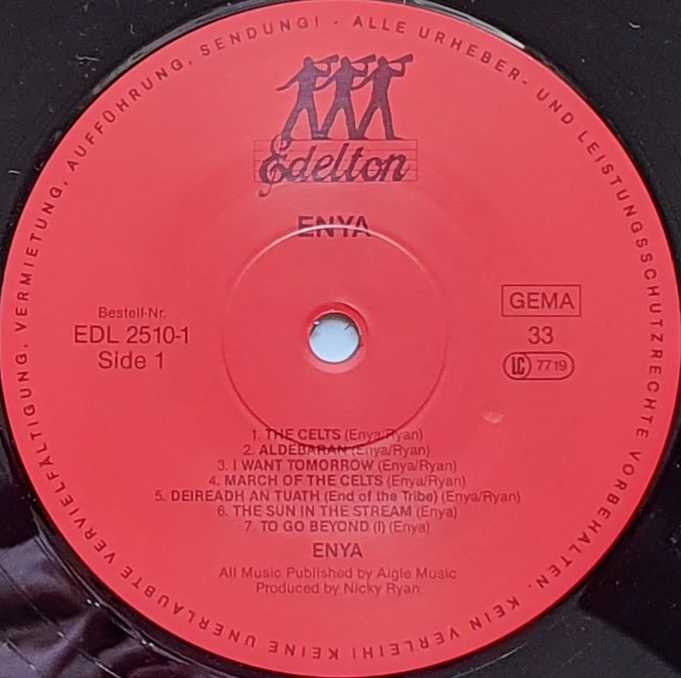 ALLE URHEBER- UND LEISTUNGSSCHUTZRECHTE VORBEHALTEN. KEIN VERLEIH! KEINE UNERLAUBTE VERVIELFÄLTIGUNG, VERMIETUNG, AUFFÜHRUNG, SENDUNG! ·
Edelton
ENYA
Bestell-Nr.
EDL 2510-1
Side 1
GEMA
33
LC 7719
1. THE CELTS (Enya/Ryan)
2. ALDEBARAN (Enya/Ryan)
3. I WANT TOMORROW (Enya/Ryan)
4. MARCH OF THE CELTS (Enya/Ryan)
5. DEIREADH AN TUATH (End of the Tribe) (Enya/Ryan)
6. THE SUN IN THE STREAM (Enya)
7. TO GO BEYOND (I) (Enya)
ENYA
All Music Published by Aigle Music
Produced by Nicky Ryan